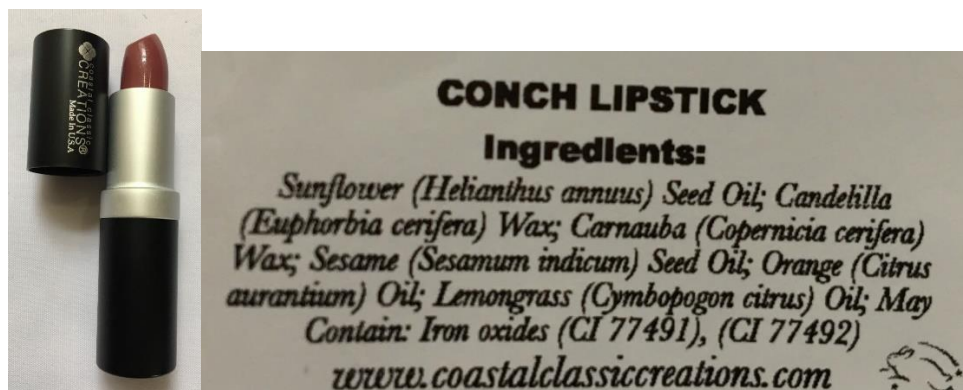 coastal classic
CREATIONS®
Made in U.S.A
CONCH LIPSTICK
Ingredients:
Sunflower (Helianthus annuus) Seed Oil; Candelilla
(Euphorbia cerifera) Wax; Carnauba (Copernicia cerifera)
Wax; Sesame (Sesamum indicum) Seed Oil; Orange (Citrus
aurantium) Oil; Lemongrass (Cymbopogon citrus) Oil; May
Contain: Iron oxides (CI 77491), (CI 77492)
www.coastalclassiccreations.com